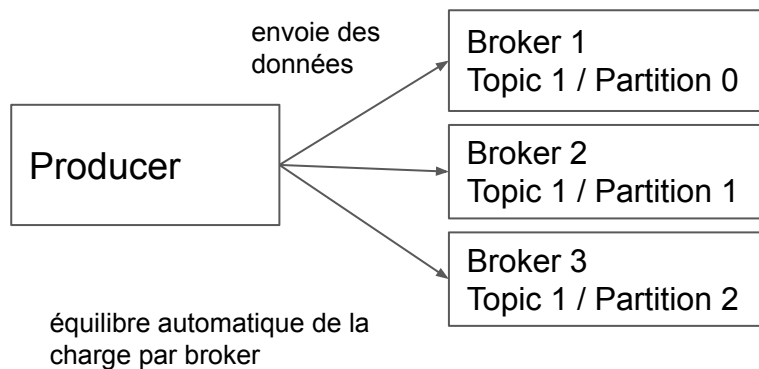 envoie des
données
Producer
Broker 1
Topic 1 / Partition 0
Broker 2
Topic 1 / Partition 1
Broker 3
Topic 1 / Partition 2
équilibre automatique de la
charge par broker